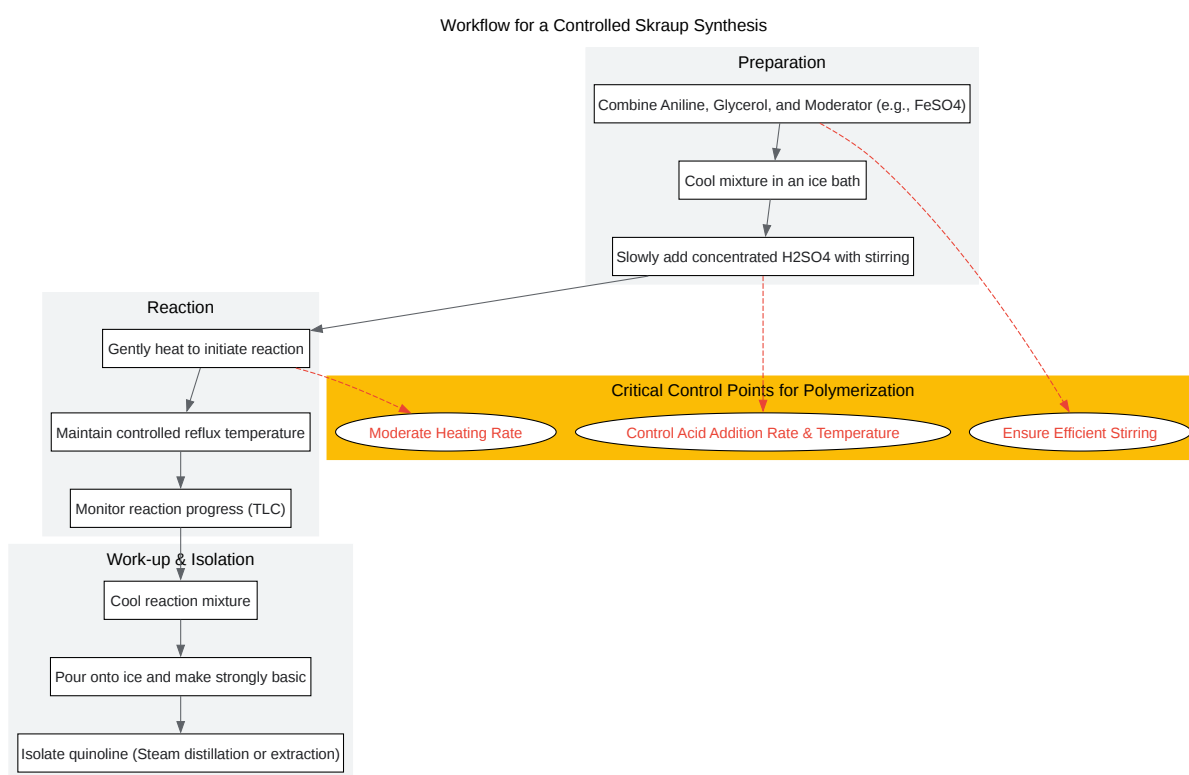 Workflow for a Controlled Skraup Synthesis
Preparation
Combine Aniline, Glycerol, and Moderator (e.g., FeSO4)
Cool mixture in an ice bath
Slowly add concentrated H2SO4 with stirring
Reaction
Gently heat to initiate reaction
Maintain controlled reflux temperature
Monitor reaction progress (TLC)
Critical Control Points for Polymerization
Moderate Heating Rate
Control Acid Addition Rate & Temperature
Ensure Efficient Stirring
Work-up & Isolation
Cool reaction mixture
Pour onto ice and make strongly basic
Isolate quinoline (Steam distillation or extraction)